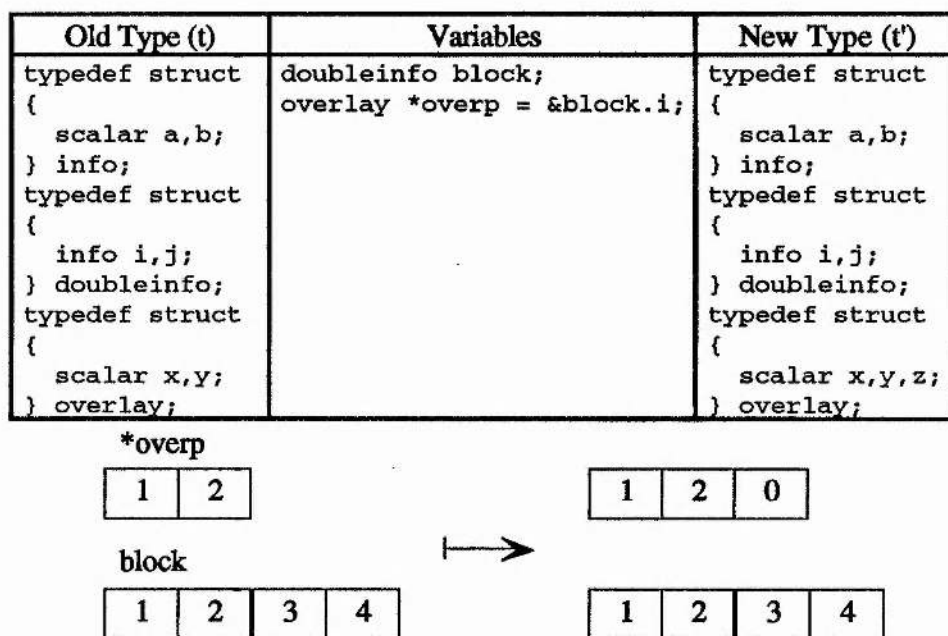 Old Type (t) Variables New Type (t')
typedef struct doubleinfo block; typedef struct
{ overlay *overp = &block.i; {
scalar a,b; scalar a,b;
} info; } info;
typedef struct typedef struct
{ {
info i,j; info i,j;
} doubleinfo; } doubleinfo;
typedef struct typedef struct
{ {
scalar x,y; scalar x,y,z;
} overlay; } overlay;
*overp
1 2 1 2 0
block
1 2 3 4 1 2 3 4